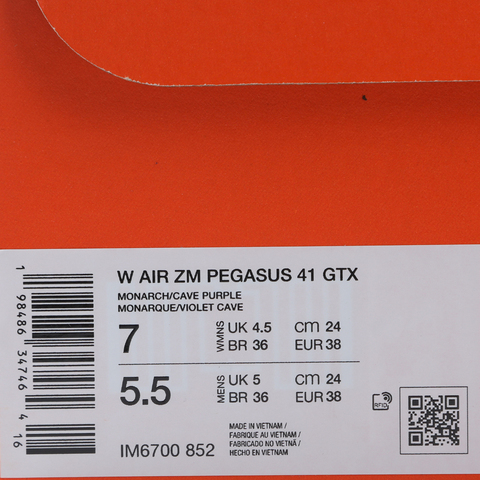 W AIR ZM PEGASUS 41 GTX
MONARCH/CAVE PURPLE
MONARQUE/VIOLET CAVE
7 WMNS UK 4.5 CM 24
BR 36 EUR 38
5.5 MENS UK 5 CM 24
BR 36 EUR 38
IM6700 852
MADE IN VIETNAM /
FABRIQUE AU VIETNAM /
FABRICADO NO VIETNÃ /
HECHO EN VIETNAM
RFID
1 98486 34746 4 16